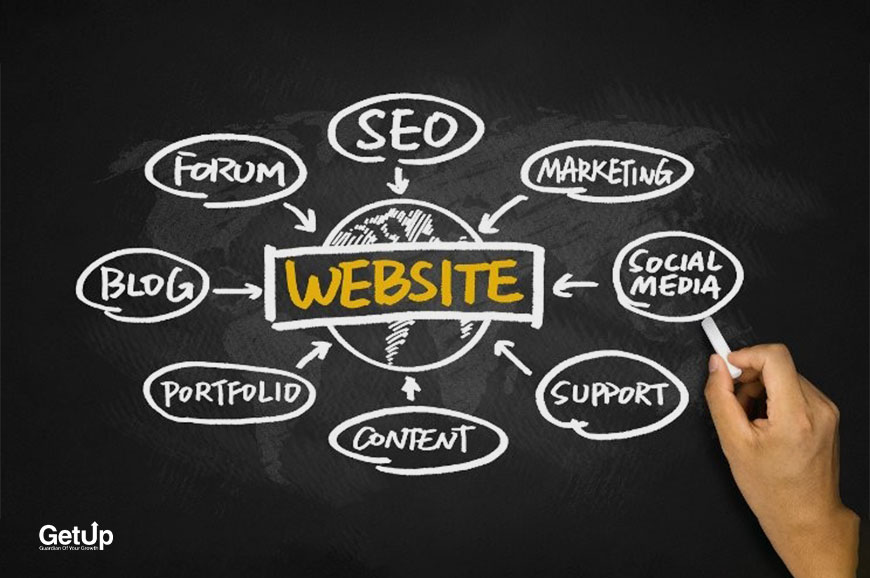 SEO
FORUM
MARKETING
WEBSITE
BLOG
SOCIAL
MEDIA
PORTFOLIO
SUPPORT
CONTENT
GetUp
Guardian Of Your Growth